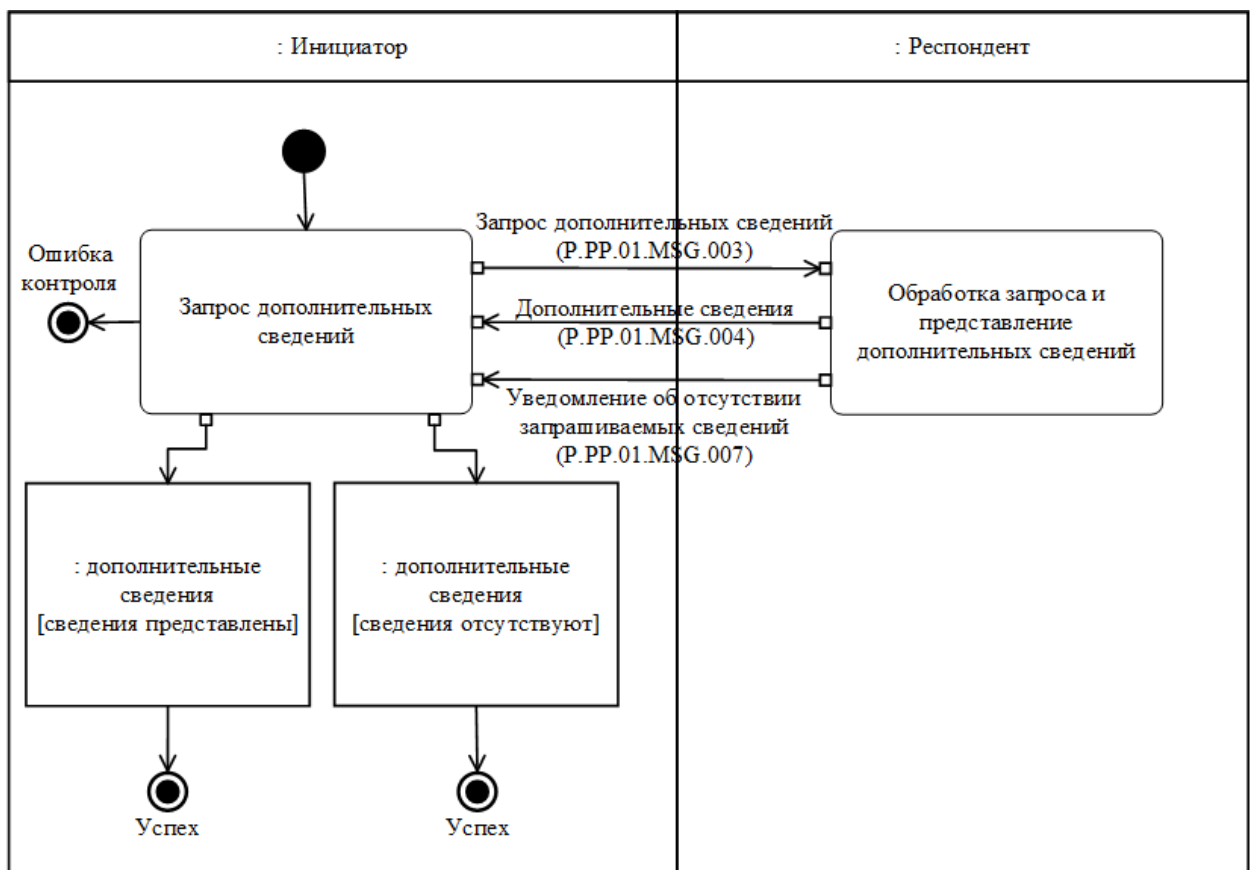 : Инициатор
: Респондент
Запрос дополнительных сведений
(P.PP.01.MSG.003)
Ошибка
контроля
Запрос дополнительных
сведений
Дополнительные сведения
(P.PP.01.MSG.004)
Обработка запроса и
представление
дополнительных сведений
Уведомление об отсутствии
запрашиваемых сведений
(P.PP.01.MSG.007)
: дополнительные
сведения
[сведения представлены]
: дополнительные
сведения
[сведения отсутствуют]
Успех
Успех